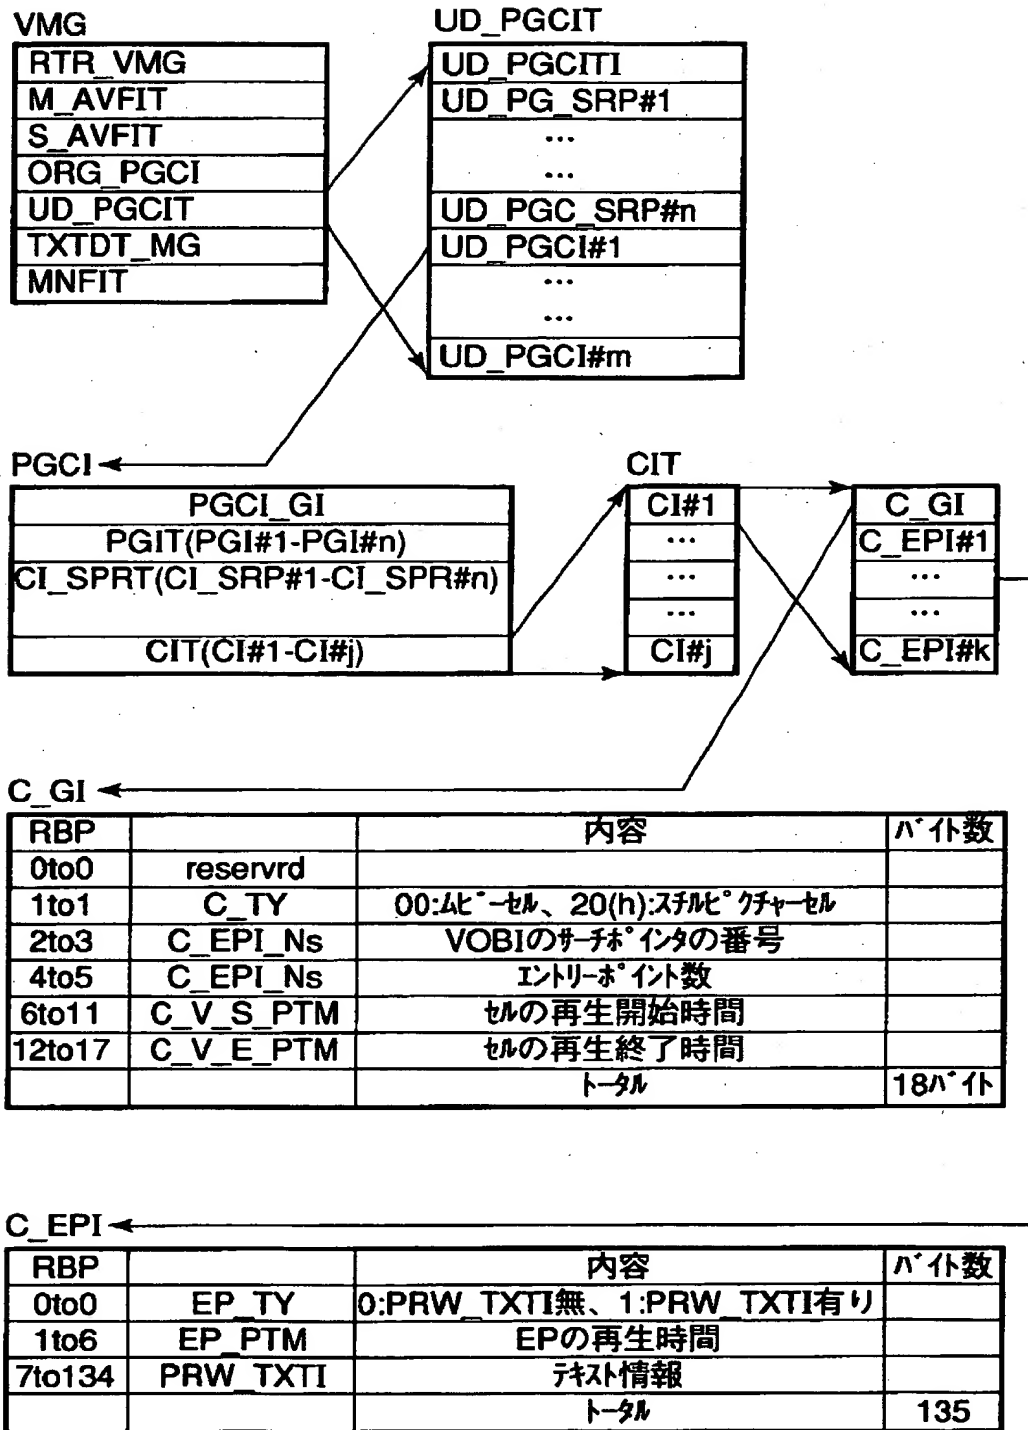 VMG
RTR_VMG
M_AVFIT
S_AVFIT
ORG_PGCI
UD_PGCIT
TXTDT_MG
MNFIT
UD_PGCIT
UD_PGCITI
UD_PG_SRP#1
...
...
UD_PGC_SRP#n
UD_PGCI#1
...
...
UD_PGCI#m
PGCI
PGCI_GI
PGIT(PGI#1-PGI#n)
CI_SPRT(CI_SRP#1-CI_SPR#n)
CIT(CI#1-CI#j)
CIT
CI#1
...
...
...
CI#j
C_GI
C_EPI#1
...
...
C_EPI#k
C_GI
RBP 内容 バイト数
0to0 reservrd
1to1 C_TY 00:ムビーセル、20(h):スチルピクチャーセル
2to3 C_EPI_Ns VOBIのサーチポインタの番号
4to5 C_EPI_Ns エントリーポイント数
6to11 C_V_S_PTM セルの再生開始時間
12to17 C_V_E_PTM セルの再生終了時間
トータル 18バイト
C_EPI
RBP 内容 バイト数
0to0 EP_TY 0:PRW_TXTI無、1:PRW_TXTI有り
1to6 EP_PTM EPの再生時間
7to134 PRW_TXTI テキスト情報
トータル 135